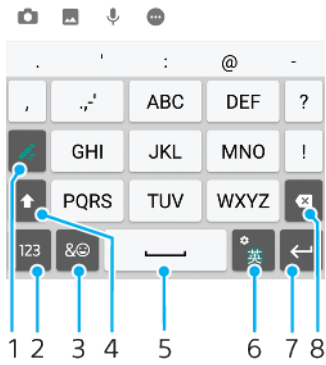 . ' : @ -
, .,-' ABC DEF ?
GHI JKL MNO !
PQRS TUV WXYZ
123 &☺ 英
1 2 3 4 5 6 7 8